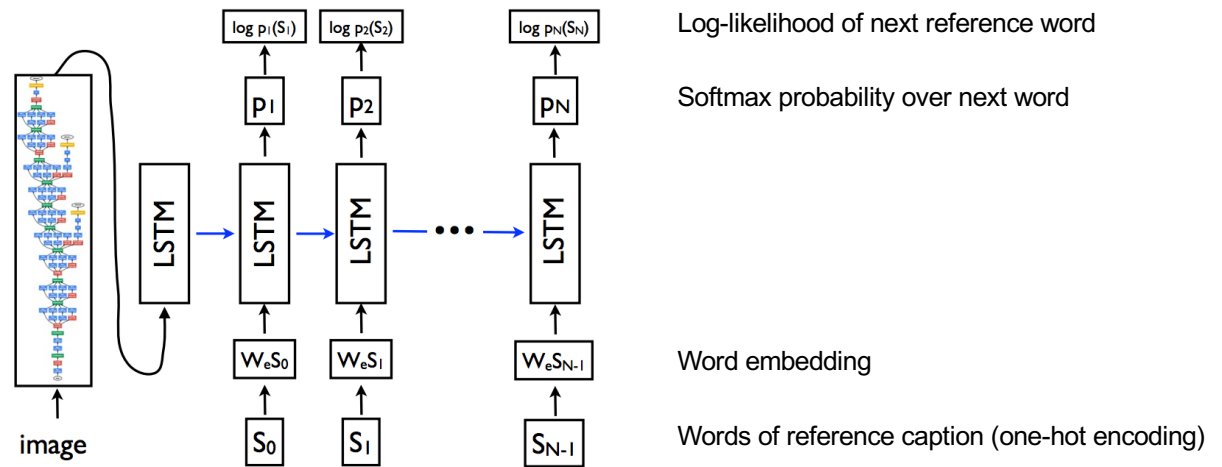 log p₁(S₁) log p₂(S₂) log pN(SN) Log-likelihood of next reference word
p₁ p₂ pN Softmax probability over next word
LSTM LSTM LSTM ••• LSTM
WₑS₀ WₑS₁ WₑSN-1 Word embedding
image S₀ S₁ SN-1 Words of reference caption (one-hot encoding)